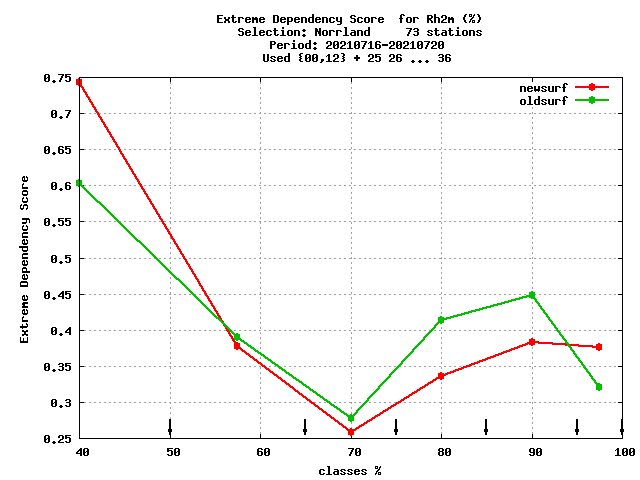 Extreme Dependency Score  for Rh2m (%)
Selection: Norrland     73 stations
Period: 20210716-20210720
Used {00,12} + 25 26 ... 36
0.75
0.7
0.65
0.6
0.55
0.5
0.45
0.4
0.35
0.3
0.25
Extreme Dependency Score
newsurf
oldsurf
40 50 60 70 80 90 100
classes %